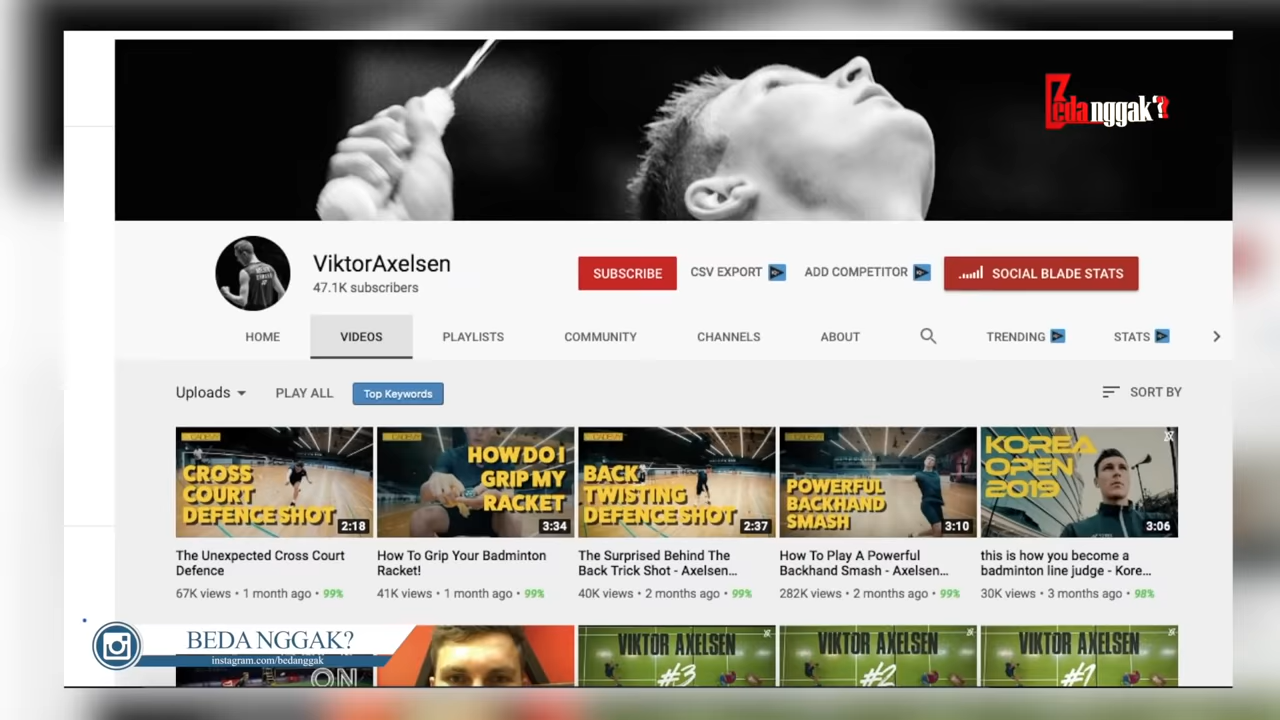 Beda nggak?
ViktorAxelsen
47.1K subscribers
SUBSCRIBE
CSV EXPORT
ADD COMPETITOR
SOCIAL BLADE STATS
HOME
VIDEOS
PLAYLISTS
COMMUNITY
CHANNELS
ABOUT
TRENDING
STATS
Uploads
PLAY ALL
Top Keywords
SORT BY
CROSS
COURT
DEFENCE SHOT
2:18
HOW DO I
GRIP MY
RACKET
3:34
BACK
TWISTING
DEFENCE SHOT
2:37
POWERFUL
BACKHAND
SMASH
3:10
KOREA
OPEN
2019
3:06
The Unexpected Cross Court
Defence
67K views • 1 month ago • 99%
How To Grip Your Badminton
Racket!
41K views • 1 month ago • 99%
The Surprised Behind The
Back Trick Shot - Axelsen...
40K views • 2 months ago • 99%
How To Play A Powerful
Backhand Smash - Axelsen...
282K views • 2 months ago • 99%
this is how you become a
badminton line judge - Kore...
30K views • 3 months ago • 98%
BEDA NGGAK?
instagram.com/bedanggak
ON
VIKTOR AXELSEN
#3
VIKTOR AXELSEN
#2
VIKTOR AXELSEN
#1